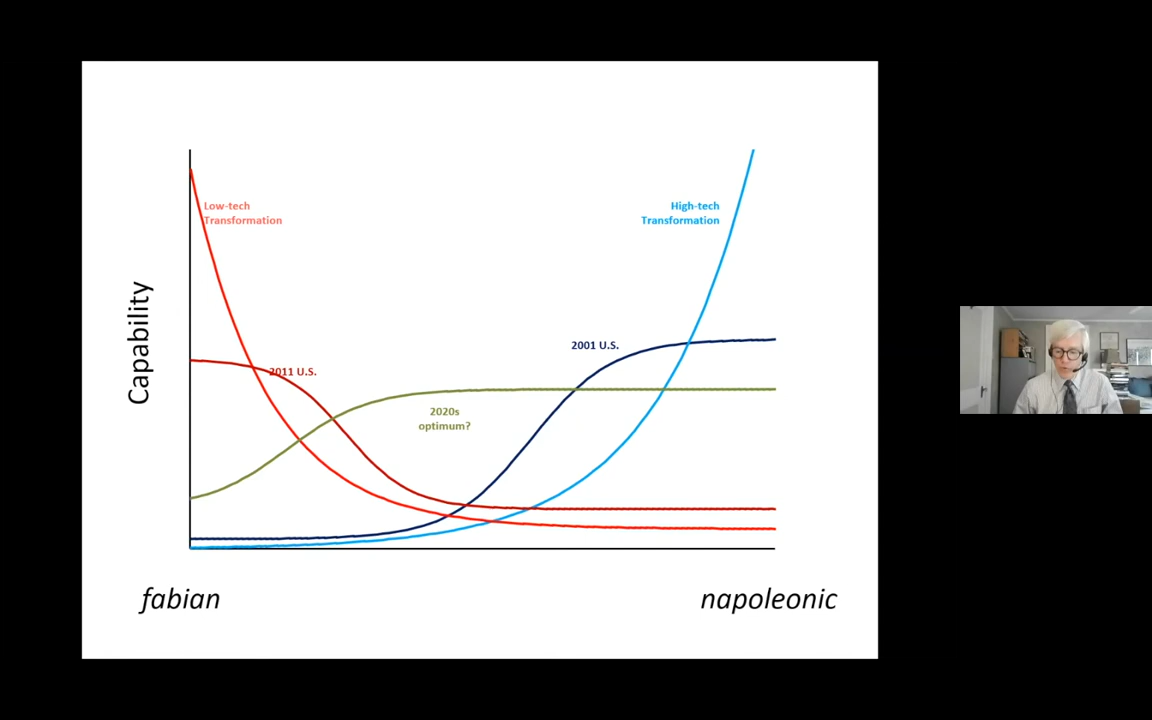 Low-tech
Transformation
High-tech
Transformation
Capability
2001 U.S.
2011 U.S.
2020s
optimum?
fabian
napoleonic